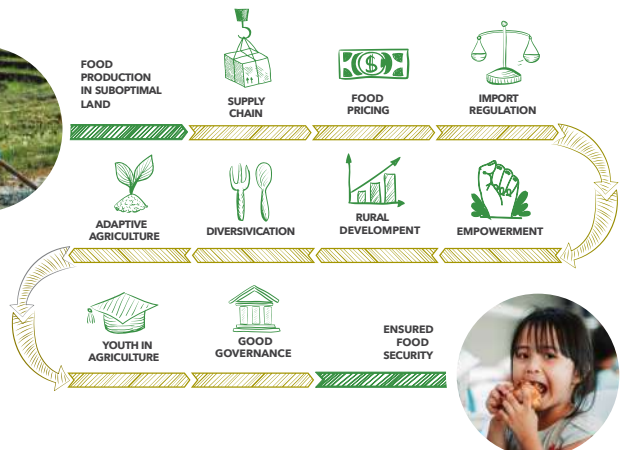 FOOD
PRODUCTION
IN SUBOPTIMAL
LAND
SUPPLY
CHAIN
FOOD
PRICING
IMPORT
REGULATION
ADAPTIVE
AGRICULTURE
DIVERSIVICATION
RURAL
DEVELOMPENT
EMPOWERMENT
YOUTH IN
AGRICULTURE
GOOD
GOVERNANCE
ENSURED
FOOD
SECURITY